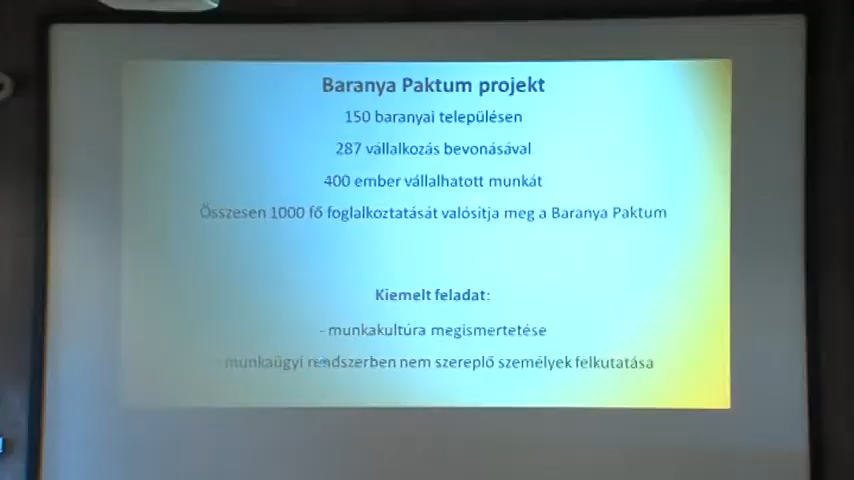 Baranya Paktum projekt
150 baranyai településen
287 vállalkozás bevonásával
400 ember vállalhatott munkát
Összesen 1000 fő foglalkoztatását valósítja meg a Baranya Paktum
Kiemelt feladat:
- munkakultúra megismertetése
- munkaügyi rendszerben nem szereplő személyek felkutatása